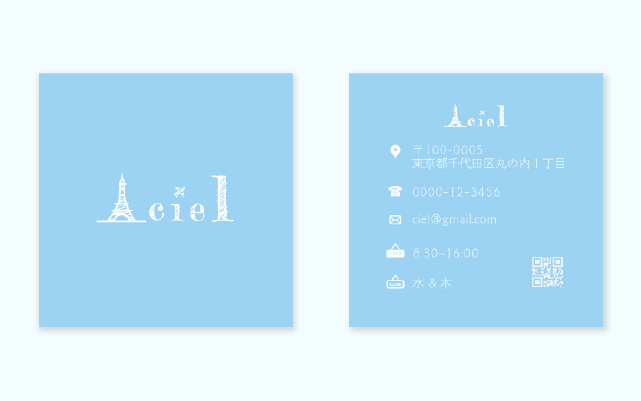 ciel
ciel
〒100-0005
東京都千代田区丸の内1丁目
0000-12-3456
ciel@gmail.com
8:30~16:00
水 & 木